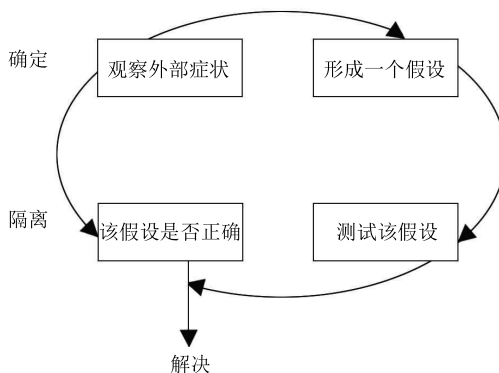 确定
观察外部症状
形成一个假设
隔离
该假设是否正确
测试该假设
解决